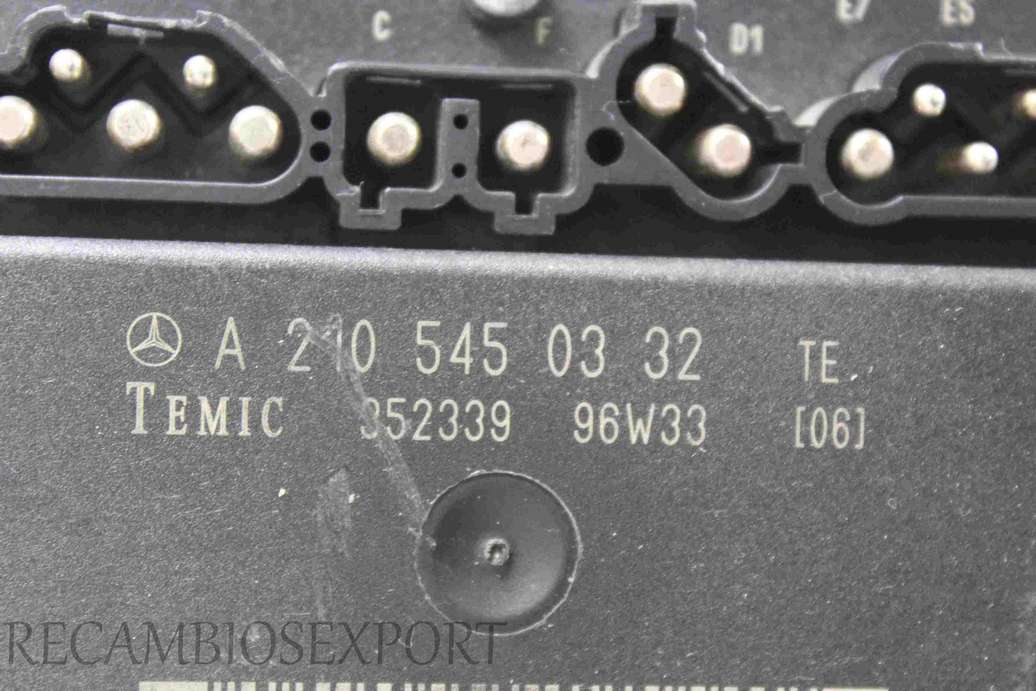 C F D1 E7 E5
A 210 545 03 32 TE
TEMIC 352339 96W33 [06]
RECAMBIOSEXPORT